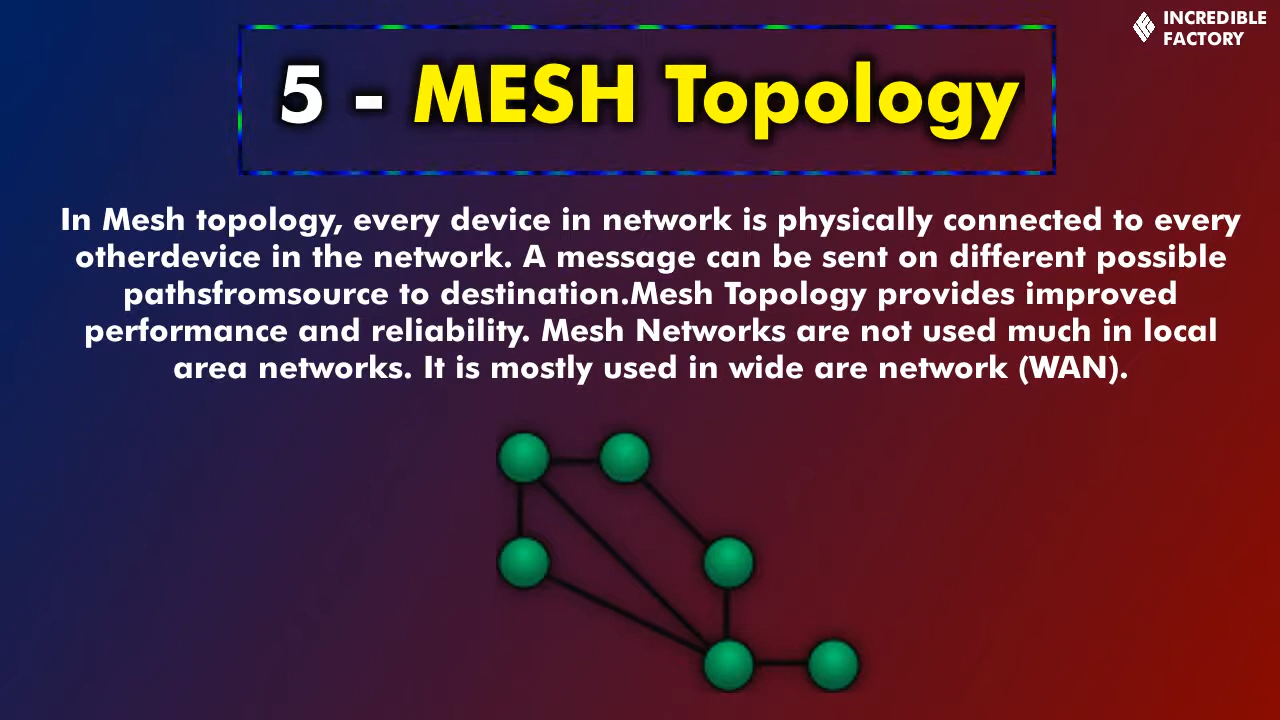 INCREDIBLE
FACTORY
5 - MESH Topology
In Mesh topology, every device in network is physically connected to every
otherdevice in the network. A message can be sent on different possible
pathsfromsource to destination.Mesh Topology provides improved
performance and reliability. Mesh Networks are not used much in local
area networks. It is mostly used in wide are network (WAN).